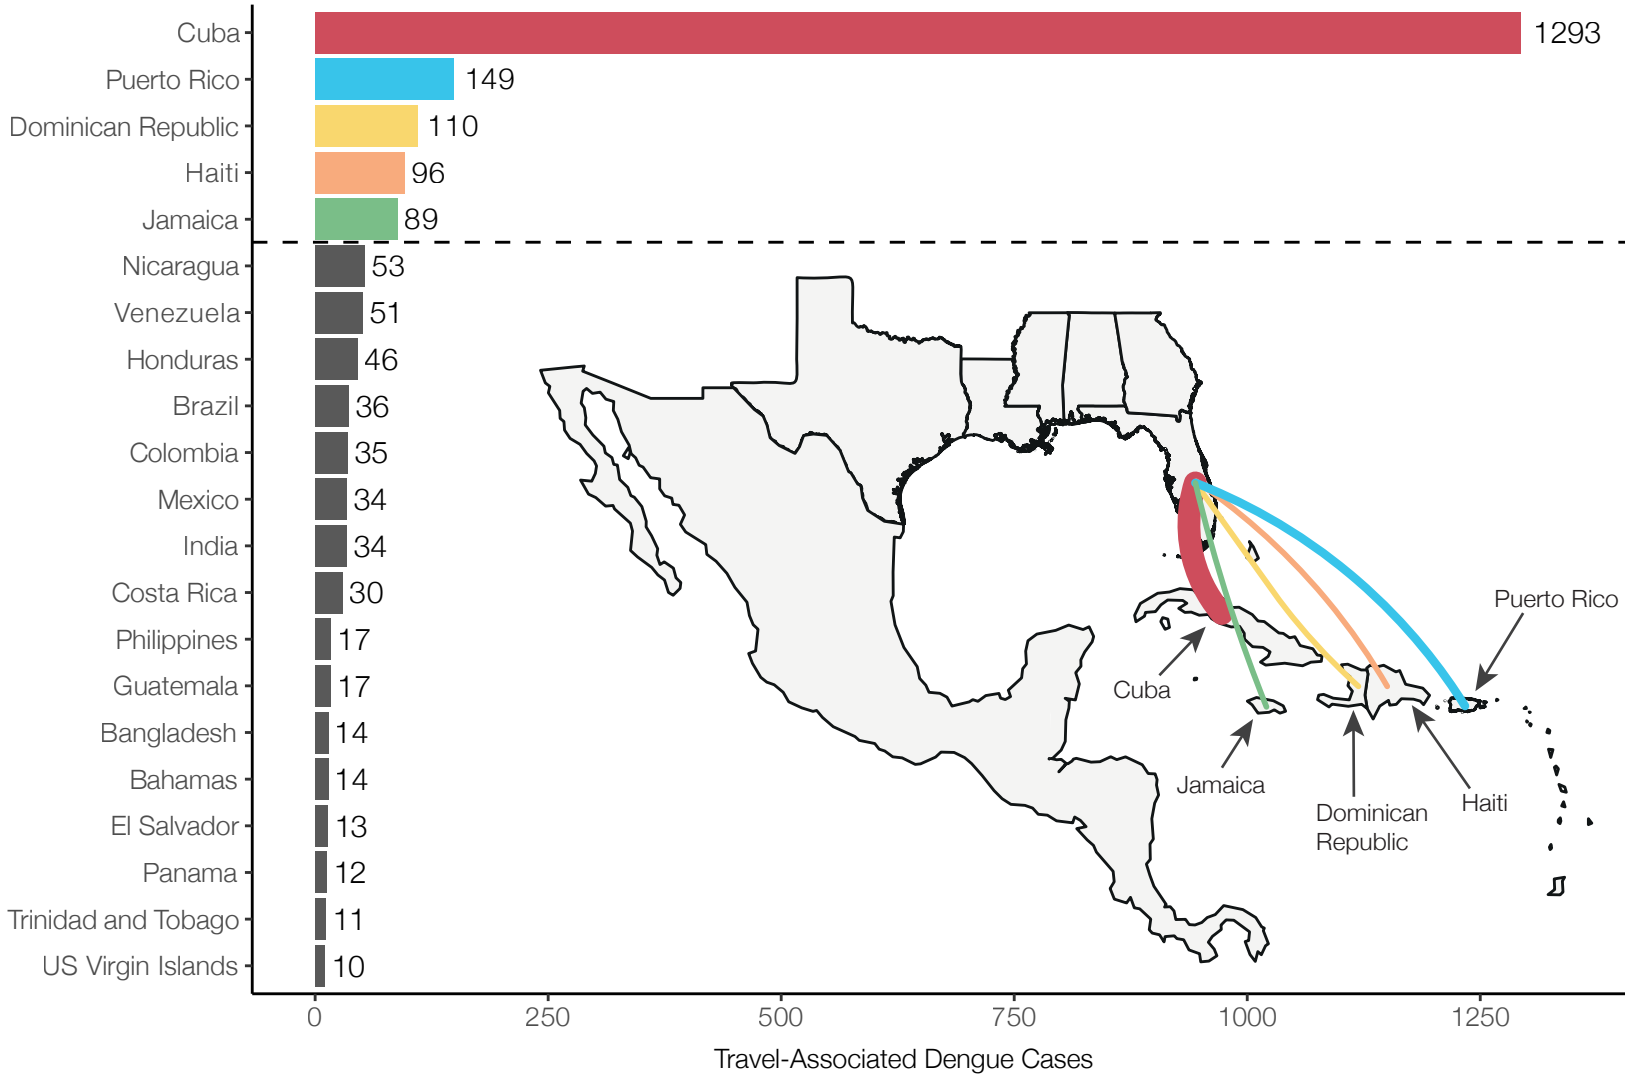 Cuba 1293
Puerto Rico 149
Dominican Republic 110
Haiti 96
Jamaica 89
Nicaragua 53
Venezuela 51
Honduras 46
Brazil 36
Colombia 35
Mexico 34
India 34
Costa Rica 30
Philippines 17
Guatemala 17
Bangladesh 14
Bahamas 14
El Salvador 13
Panama 12
Trinidad and Tobago 11
US Virgin Islands 10
Puerto Rico
Cuba
Jamaica
Dominican
Republic
Haiti
0 250 500 750 1000 1250
Travel-Associated Dengue Cases